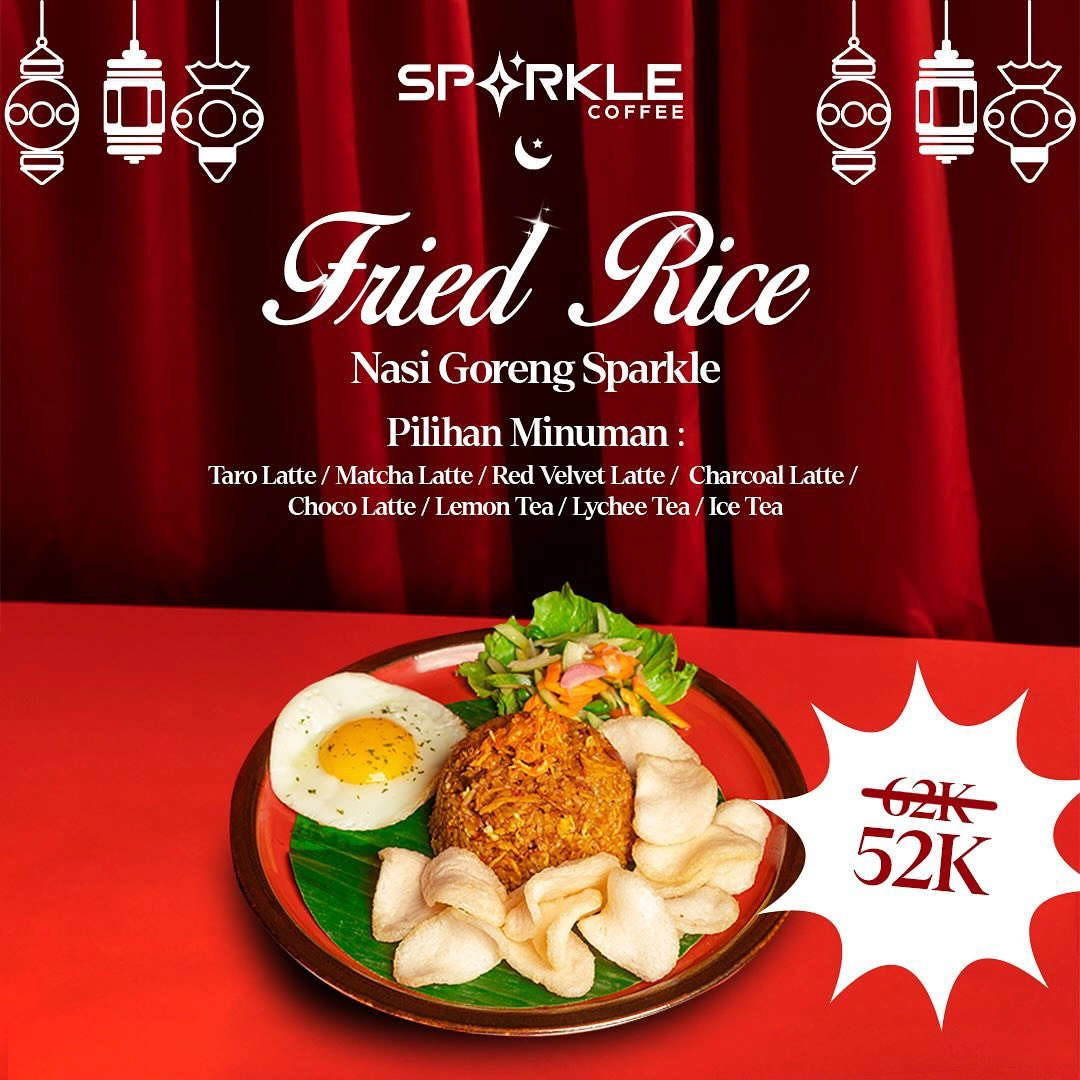 SPARKLE
COFFEE
Fried Rice
Nasi Goreng Sparkle
Pilihan Minuman :
Taro Latte / Matcha Latte / Red Velvet Latte / Charcoal Latte /
Choco Latte / Lemon Tea / Lychee Tea / Ice Tea
62K
52K